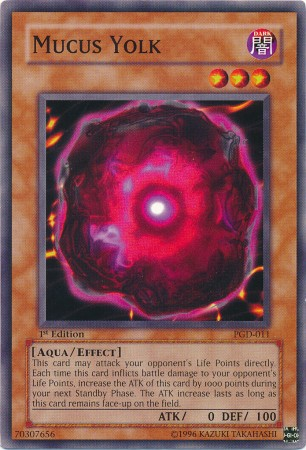 Mucus Yolk
DARK
闇
1st Edition
PGD-011
[Aqua/Effect]
This card may attack your opponent's Life Points directly.
Each time this card inflicts battle damage to your opponent's
Life Points, increase the ATK of this card by 1000 points during
your next Standby Phase. The ATK increase lasts as long as
this card remains face-up on the field.
ATK/ 0 DEF/ 100
70307656
©1996 KAZUKI TAKAHASHI